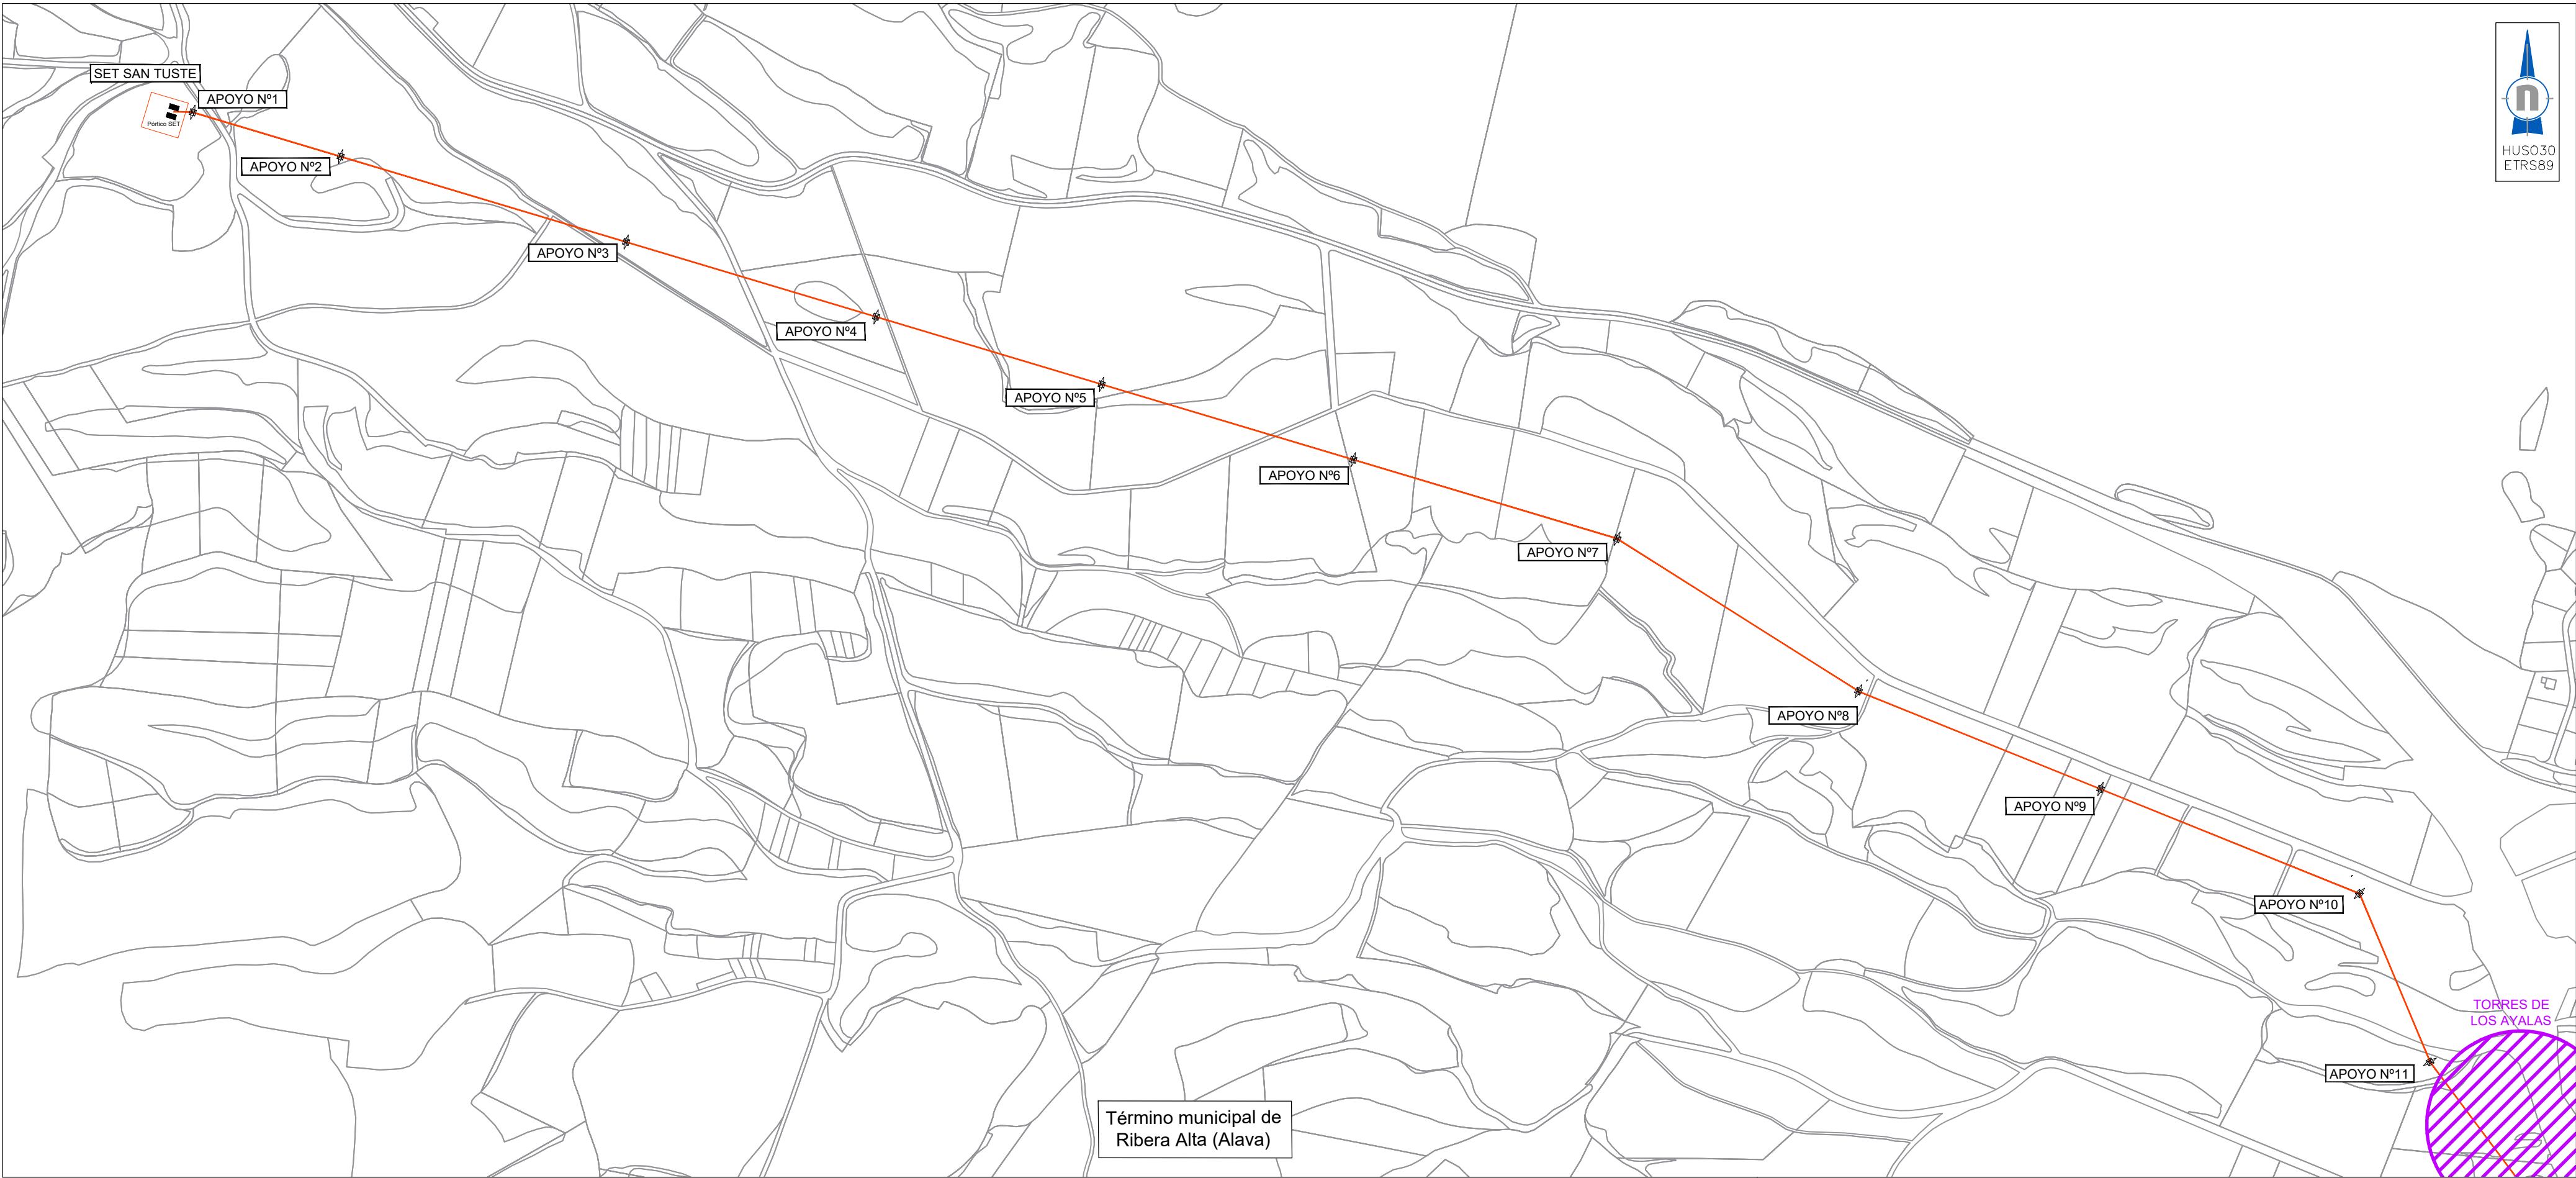 SET SAN TUSTE
APOYO Nº1
Pórtico SET
APOYO Nº2
APOYO Nº3
APOYO Nº4
APOYO Nº5
APOYO Nº6
APOYO Nº7
APOYO Nº8
APOYO Nº9
APOYO Nº10
APOYO Nº11
TORRES DE
LOS AYALAS
Término municipal de
Ribera Alta (Alava)
n
HUSO30
ETRS89